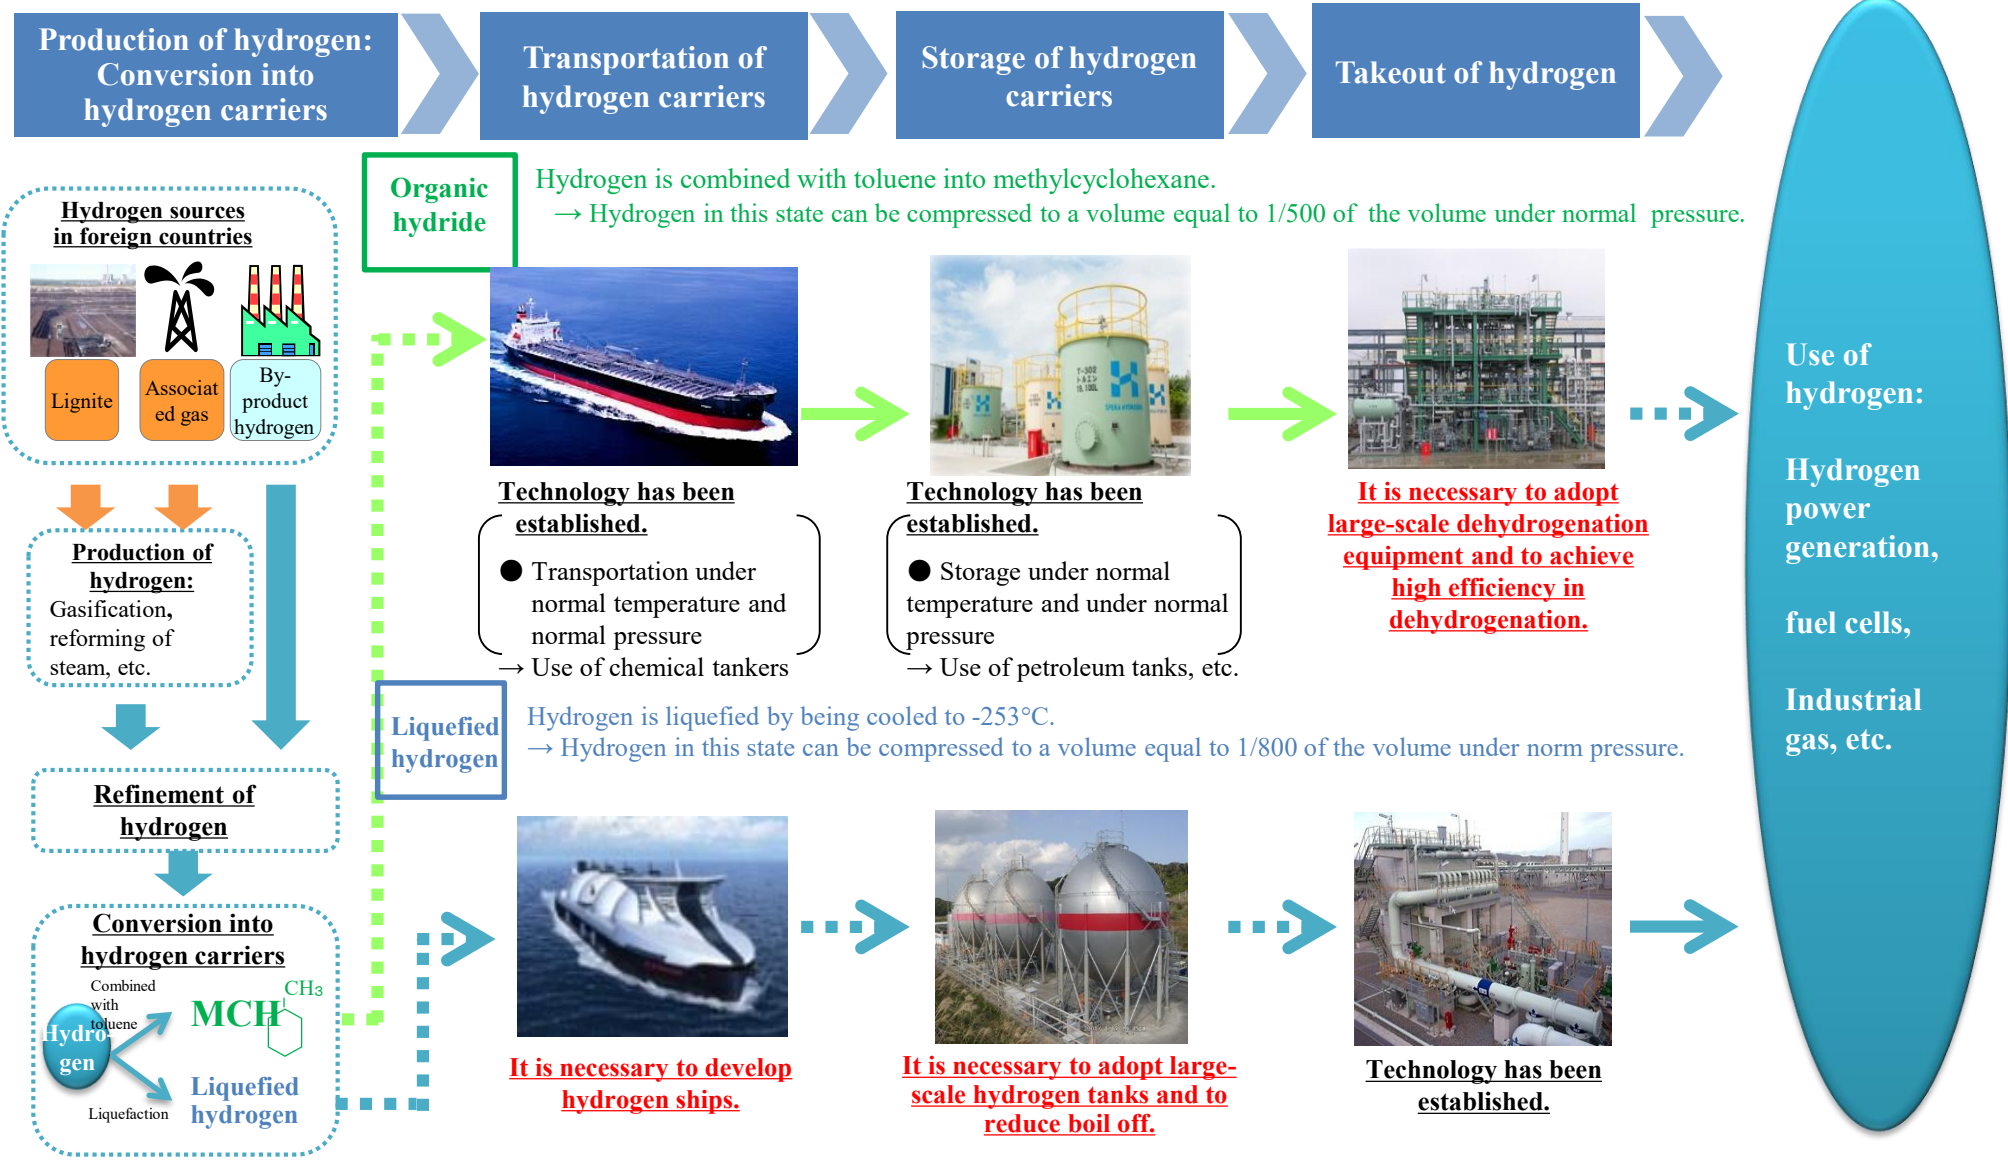 Production of hydrogen:
Conversion into
hydrogen carriers
Transportation of
hydrogen carriers
Storage of hydrogen
carriers
Takeout of hydrogen
Hydrogen sources
in foreign countries
Lignite
Associat
ed gas
By-
product
hydrogen
Production of
hydrogen:
Gasification,
reforming of
steam, etc.
Refinement of
hydrogen
Conversion into
hydrogen carriers
Combined
with
toluene
Hydro-
gen
MCH
CH₃
Liquefaction
Liquefied
hydrogen
Organic
hydride
Hydrogen is combined with toluene into methylcyclohexane.
→ Hydrogen in this state can be compressed to a volume equal to 1/500 of the volume under normal pressure.
Technology has been
established.
● Transportation under
normal temperature and
normal pressure
→ Use of chemical tankers
Technology has been
established.
● Storage under normal
temperature and under normal
pressure
→ Use of petroleum tanks, etc.
It is necessary to adopt
large-scale dehydrogenation
equipment and to achieve
high efficiency in
dehydrogenation.
Liquefied
hydrogen
Hydrogen is liquefied by being cooled to -253°C.
→ Hydrogen in this state can be compressed to a volume equal to 1/800 of the volume under norm pressure.
It is necessary to develop
hydrogen ships.
It is necessary to adopt large-
scale hydrogen tanks and to
reduce boil off.
Technology has been
established.
Use of
hydrogen:
Hydrogen
power
generation,
fuel cells,
Industrial
gas, etc.